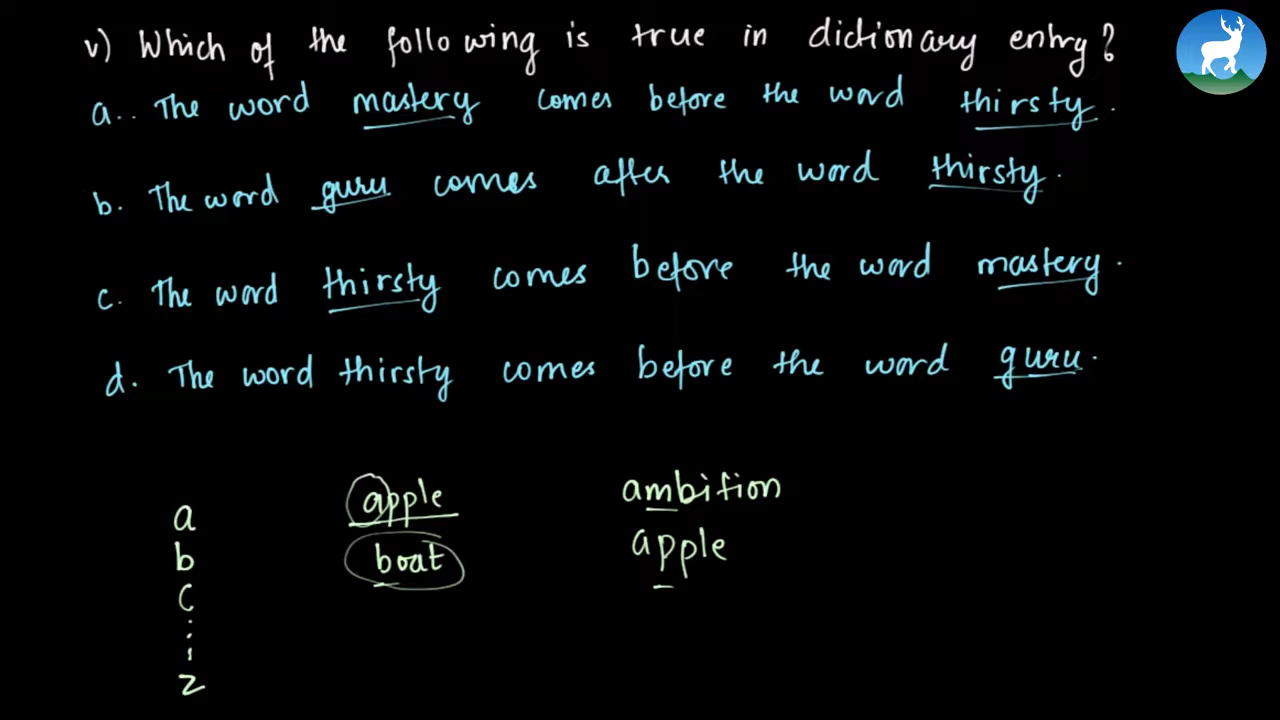 v) Which of the following is true in dictionary entry?
a.. The word mastery comes before the word thirsty.
b. The word guru comes after the word thirsty.
c. The word thirsty comes before the word mastery.
d. The word thirsty comes before the word guru.
a
b
c
z
apple
boat
ambition
apple